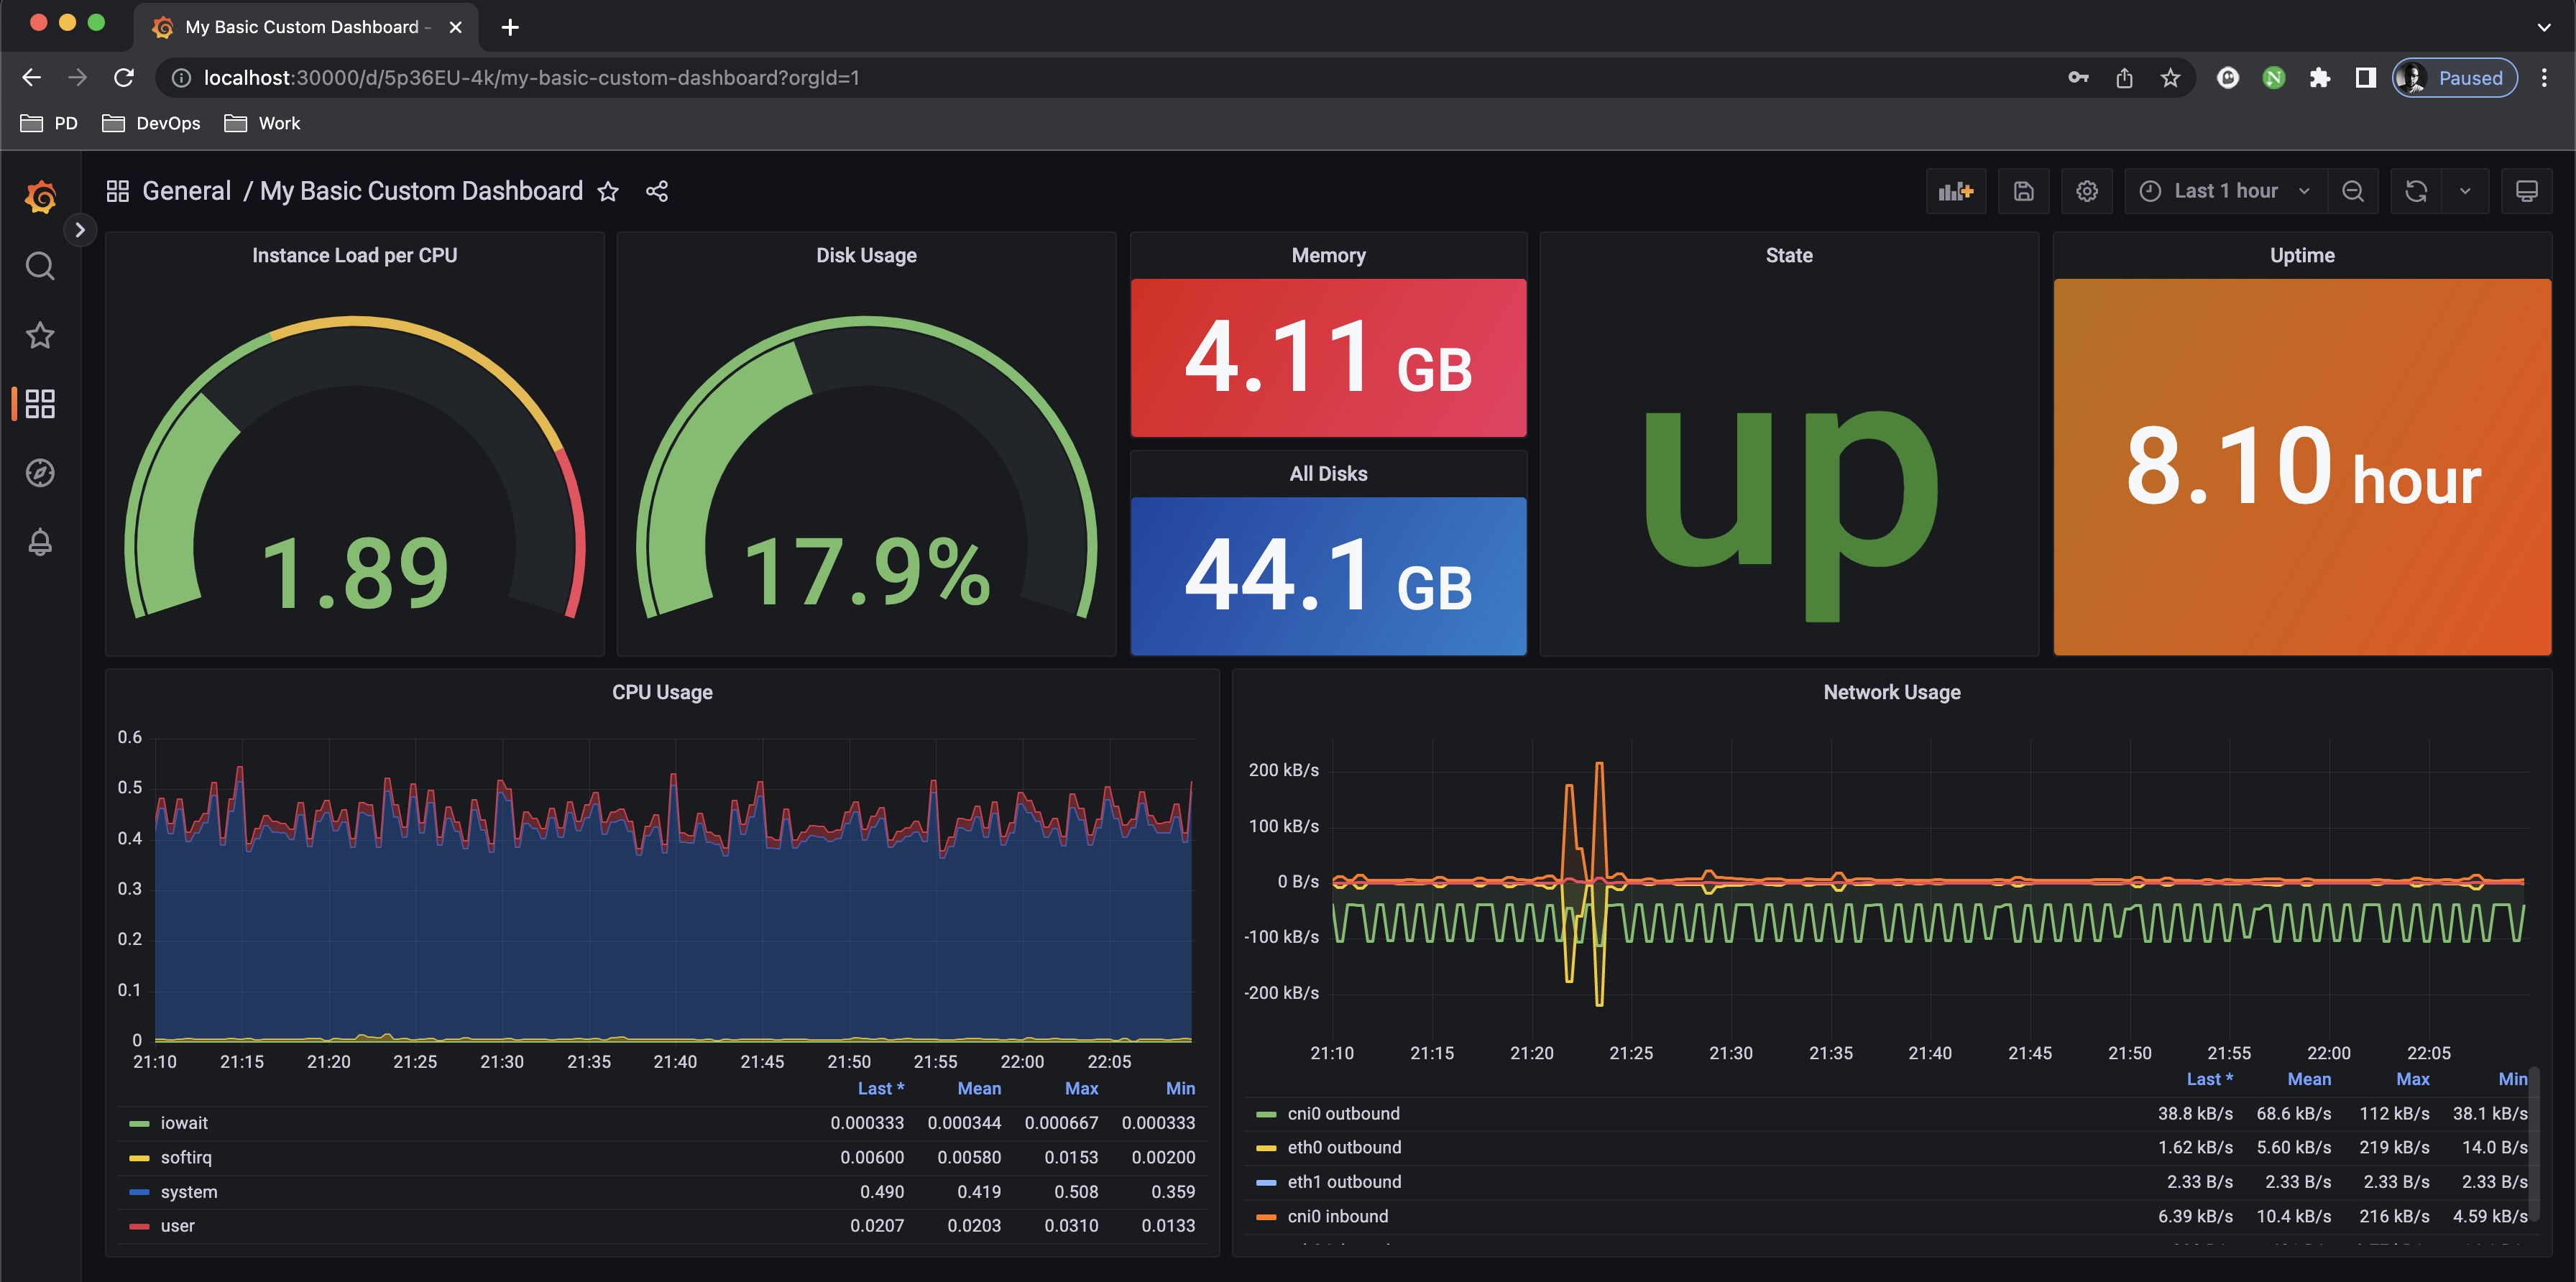 My Basic Custom Dashboard -
localhost:30000/d/5p36EU-4k/my-basic-custom-dashboard?orgId=1
Paused
PD DevOps Work
General / My Basic Custom Dashboard
Last 1 hour
Instance Load per CPU
1.89
Disk Usage
17.9%
Memory
4.11 GB
All Disks
44.1 GB
State
up
Uptime
8.10 hour
CPU Usage
0.6
0.5
0.4
0.3
0.2
0.1
0
21:10 21:15 21:20 21:25 21:30 21:35 21:40 21:45 21:50 21:55 22:00 22:05
Last * Mean Max Min
iowait 0.000333 0.000344 0.000667 0.000333
softirq 0.00600 0.00580 0.0153 0.00200
system 0.490 0.419 0.508 0.359
user 0.0207 0.0203 0.0310 0.0133
Network Usage
200 kB/s
100 kB/s
0 B/s
-100 kB/s
-200 kB/s
21:10 21:15 21:20 21:25 21:30 21:35 21:40 21:45 21:50 21:55 22:00 22:05
Last * Mean Max Min
cni0 outbound 38.8 kB/s 68.6 kB/s 112 kB/s 38.1 kB/s
eth0 outbound 1.62 kB/s 5.60 kB/s 219 kB/s 14.0 B/s
eth1 outbound 2.33 B/s 2.33 B/s 2.33 B/s 2.33 B/s
cni0 inbound 6.39 kB/s 10.4 kB/s 216 kB/s 4.59 kB/s